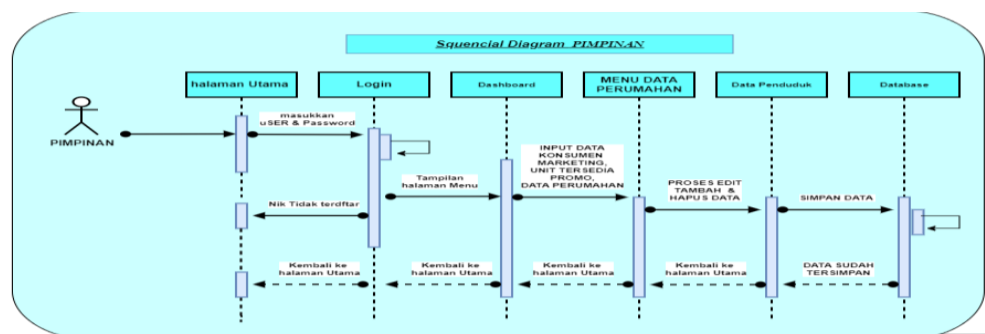 Squencial Diagram PIMPINAN
halaman Utama
Login
Dashboard
MENU DATA
PERUMAHAN
Data Penduduk
Database
PIMPINAN
masukkan
uSER & Password
Tampilan
halaman Menu
INPUT DATA
KONSUMEN
MARKETING,
UNIT TERSEDIA
PROMO,
DATA PERUMAHAN
PROSES EDIT
TAMBAH &
HAPUS DATA
SIMPAN DATA
Nik Tidak terdftar
Kembali ke
halaman Utama
Kembali ke
halaman Utama
Kembali ke
halaman Utama
Kembali ke
halaman Utama
DATA SUDAH
TERSIMPAN